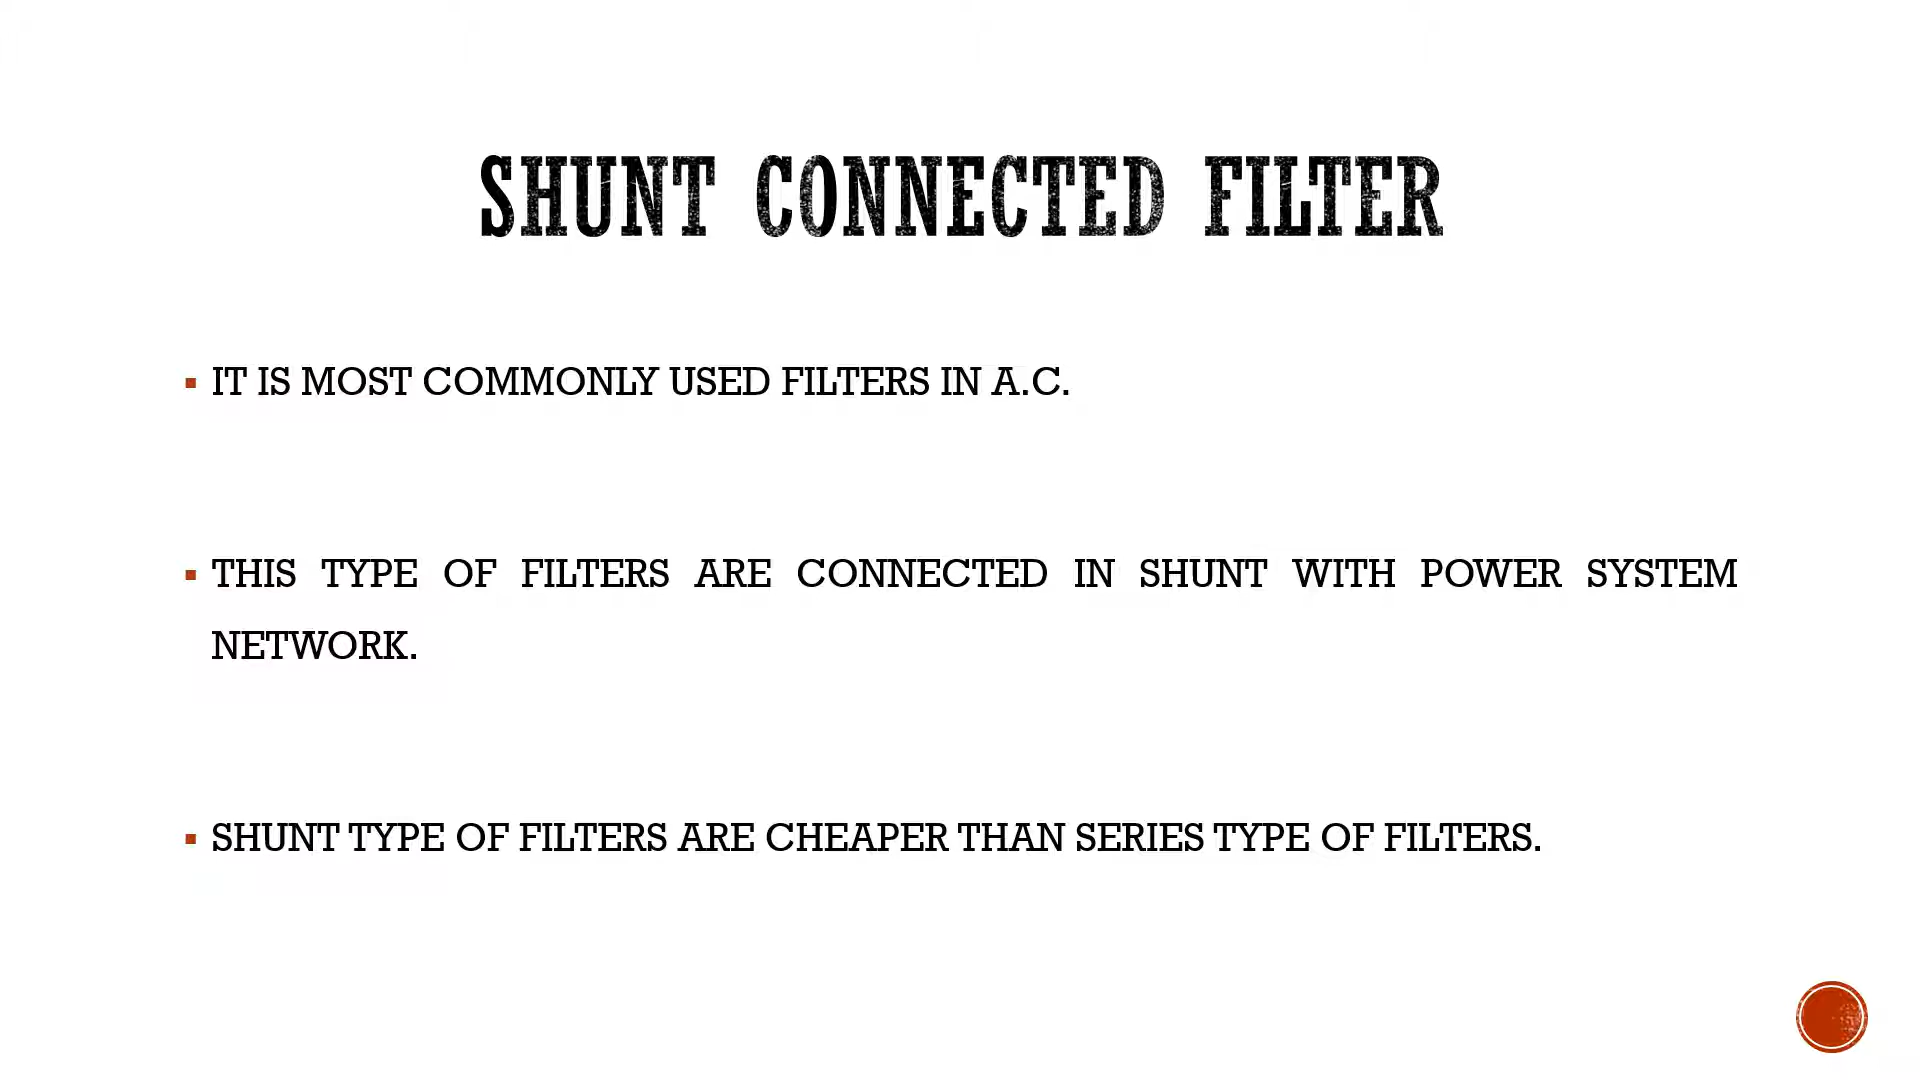 SHUNT CONNECTED FILTER
▪ IT IS MOST COMMONLY USED FILTERS IN A.C.
▪ THIS TYPE OF FILTERS ARE CONNECTED IN SHUNT WITH POWER SYSTEM
NETWORK.
▪ SHUNT TYPE OF FILTERS ARE CHEAPER THAN SERIES TYPE OF FILTERS.